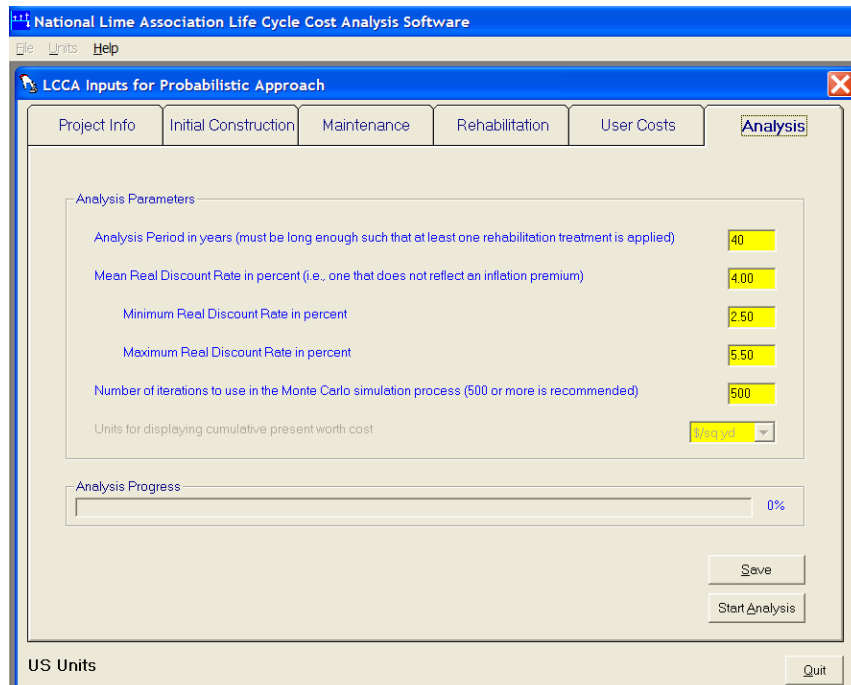 National Lime Association Life Cycle Cost Analysis Software
File Units Help
LCCA Inputs for Probabilistic Approach
Project Info Initial Construction Maintenance Rehabilitation User Costs Analysis
Analysis Parameters
Analysis Period in years (must be long enough such that at least one rehabilitation treatment is applied) 40
Mean Real Discount Rate in percent (i.e., one that does not reflect an inflation premium) 4.00
Minimum Real Discount Rate in percent 2.50
Maximum Real Discount Rate in percent 5.50
Number of iterations to use in the Monte Carlo simulation process (500 or more is recommended) 500
Units for displaying cumulative present worth cost $/sq yd
Analysis Progress
0%
Save
Start Analysis
US Units Quit